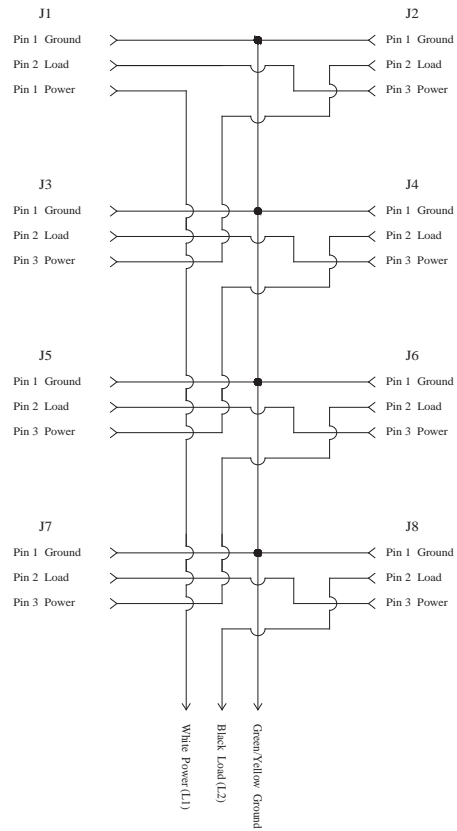 J1
J2
Pin 1 Ground
Pin 1 Ground
Pin 2 Load
Pin 2 Load
Pin 1 Power
Pin 3 Power
J3
J4
Pin 1 Ground
Pin 1 Ground
Pin 2 Load
Pin 2 Load
Pin 3 Power
Pin 3 Power
J5
J6
Pin 1 Ground
Pin 1 Ground
Pin 2 Load
Pin 2 Load
Pin 3 Power
Pin 3 Power
J7
J8
Pin 1 Ground
Pin 1 Ground
Pin 2 Load
Pin 2 Load
Pin 3 Power
Pin 3 Power
White Power (L1)
Black Load (L2)
Green/Yellow Ground